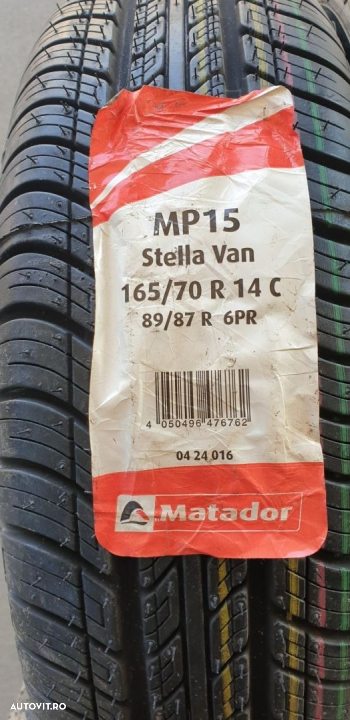 MP15
Stella Van
165/70 R 14 C
89/87 R 6PR
4 050496 476762
04 24 016
Matador
AUTOVIT.RO